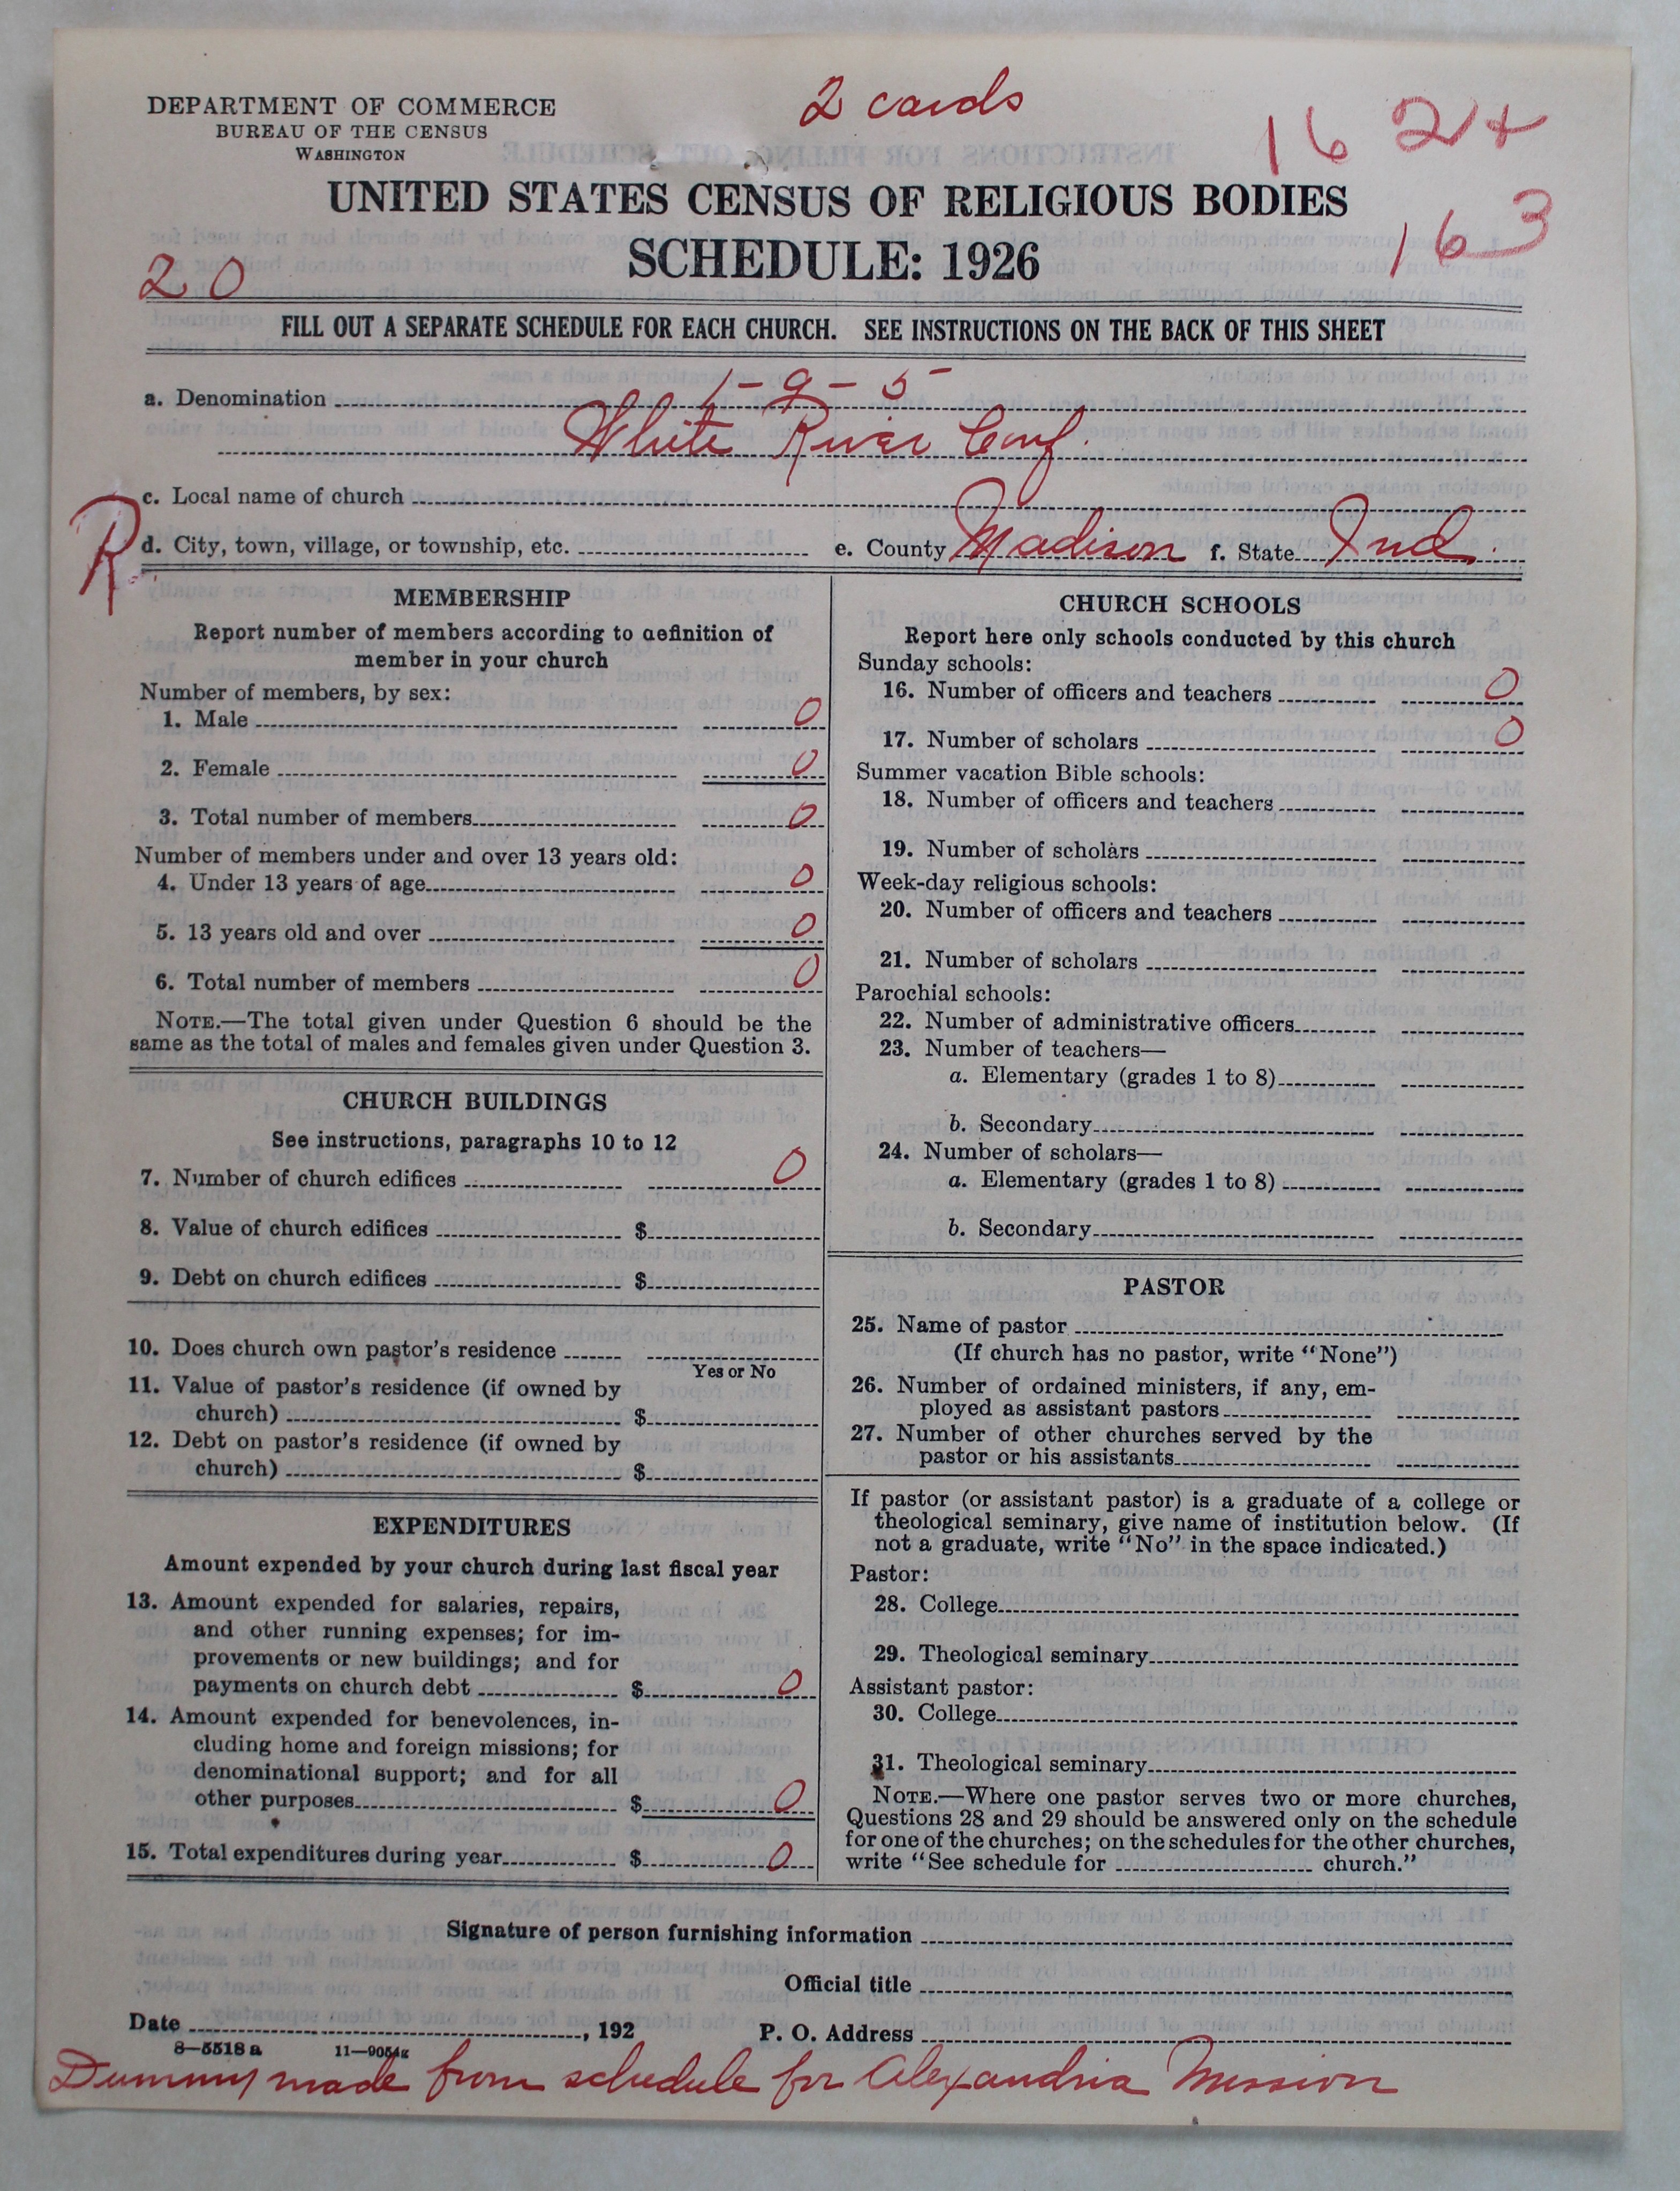 2 cards
DEPARTMENT OF COMMERCE
BUREAU OF THE CENSUS
WASHINGTON
162+
UNITED STATES CENSUS OF RELIGIOUS BODIES
163
SCHEDULE: 1926
20
FILL OUT A SEPARATE SCHEDULE FOR EACH CHURCH. SEE INSTRUCTIONS ON THE BACK OF THIS SHEET
a. Denomination 1-9-5
White River Conf.
c. Local name of church
R
d. City, town, village, or township, etc. e. County Madison f. State Ind.
MEMBERSHIP
Report number of members according to definition of
member in your church
Number of members, by sex:
1. Male 0
2. Female 0
3. Total number of members 0
Number of members under and over 13 years old:
4. Under 13 years of age 0
5. 13 years old and over 0
6. Total number of members 0
NOTE.—The total given under Question 6 should be the
same as the total of males and females given under Question 3.
CHURCH BUILDINGS
See instructions, paragraphs 10 to 12
7. Number of church edifices 0
8. Value of church edifices $
9. Debt on church edifices $
10. Does church own pastor's residence
Yes or No
11. Value of pastor's residence (if owned by
church) $
12. Debt on pastor's residence (if owned by
church) $
EXPENDITURES
Amount expended by your church during last fiscal year
13. Amount expended for salaries, repairs,
and other running expenses; for im-
provements or new buildings; and for
payments on church debt $ 0
14. Amount expended for benevolences, in-
cluding home and foreign missions; for
denominational support; and for all
other purposes $ 0
15. Total expenditures during year $ 0
CHURCH SCHOOLS
Report here only schools conducted by this church
Sunday schools:
16. Number of officers and teachers 0
17. Number of scholars 0
Summer vacation Bible schools:
18. Number of officers and teachers
19. Number of scholars
Week-day religious schools:
20. Number of officers and teachers
21. Number of scholars
Parochial schools:
22. Number of administrative officers
23. Number of teachers—
a. Elementary (grades 1 to 8)
b. Secondary
24. Number of scholars—
a. Elementary (grades 1 to 8)
b. Secondary
PASTOR
25. Name of pastor
(If church has no pastor, write "None")
26. Number of ordained ministers, if any, em-
ployed as assistant pastors
27. Number of other churches served by the
pastor or his assistants
If pastor (or assistant pastor) is a graduate of a college or
theological seminary, give name of institution below. (If
not a graduate, write "No" in the space indicated.)
Pastor:
28. College
29. Theological seminary
Assistant pastor:
30. College
31. Theological seminary
NOTE.—Where one pastor serves two or more churches,
Questions 28 and 29 should be answered only on the schedule
for one of the churches; on the schedules for the other churches,
write "See schedule for church."
Signature of person furnishing information
Official title
Date , 192 P. O. Address
8—5518 a 11—9054g
Dummy made from schedule for Alexandria Mission